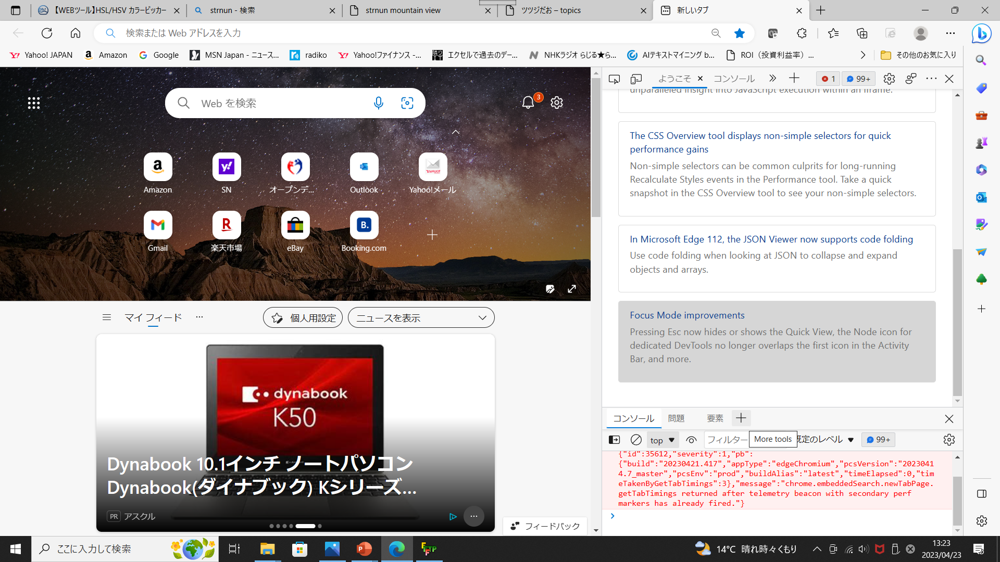 【WEBツール】HSL/HSV カラーピッカー
strnun - 検索
strnun mountain view
ツツジだお – topics
新しいタブ
検索または Web アドレスを入力
Yahoo! JAPAN
Amazon
Google
MSN Japan - ニュース...
radiko
Yahoo!ファイナンス -...
エクセルで過去のデー...
NHKラジオ らじる★ら...
AIテキストマイニング b...
ROI（投資利益率）...
その他のお気に入り
Web を検索
3
Amazon
SN
オープンデ...
Outlook
Yahoo!メール
Gmail
楽天市場
eBay
Booking.com
マイ フィード
個人用設定
ニュースを表示
dynabook
K50
Dynabook 10.1インチ ノートパソコン
Dynabook(ダイナブック) Kシリーズ...
PR アスクル
フィードバック
ようこそ
コンソール
1
99+
unparalleled insight into JavaScript execution within an iframe.
The CSS Overview tool displays non-simple selectors for quick
performance gains
Non-simple selectors can be common culprits for long-running
Recalculate Styles events in the Performance tool. Take a quick
snapshot in the CSS Overview tool to see your non-simple selectors.
In Microsoft Edge 112, the JSON Viewer now supports code folding
Use code folding when looking at JSON to collapse and expand
objects and arrays.
Focus Mode improvements
Pressing Esc now hides or shows the Quick View, the Node icon for
dedicated DevTools no longer overlaps the first icon in the Activity
Bar, and more.
コンソール
問題
要素
top
フィルター
More tools
既定のレベル
99+
{"id":35612,"severity":1,"pb":
{"build":"20230421.417","appType":"edgeChromium","pcsVersion":"2023041
4.7_master","pcsEnv":"prod","buildAlias":"latest","timeElapsed":0,"tim
eTakenByGetTabTimings":3},"message":"chrome.embeddedSearch.newTabPage.
getTabTimings returned after telemetry beacon with secondary perf
markers has already fired."}
ここに入力して検索
14°C 晴れ時々くもり
13:23
2023/04/23